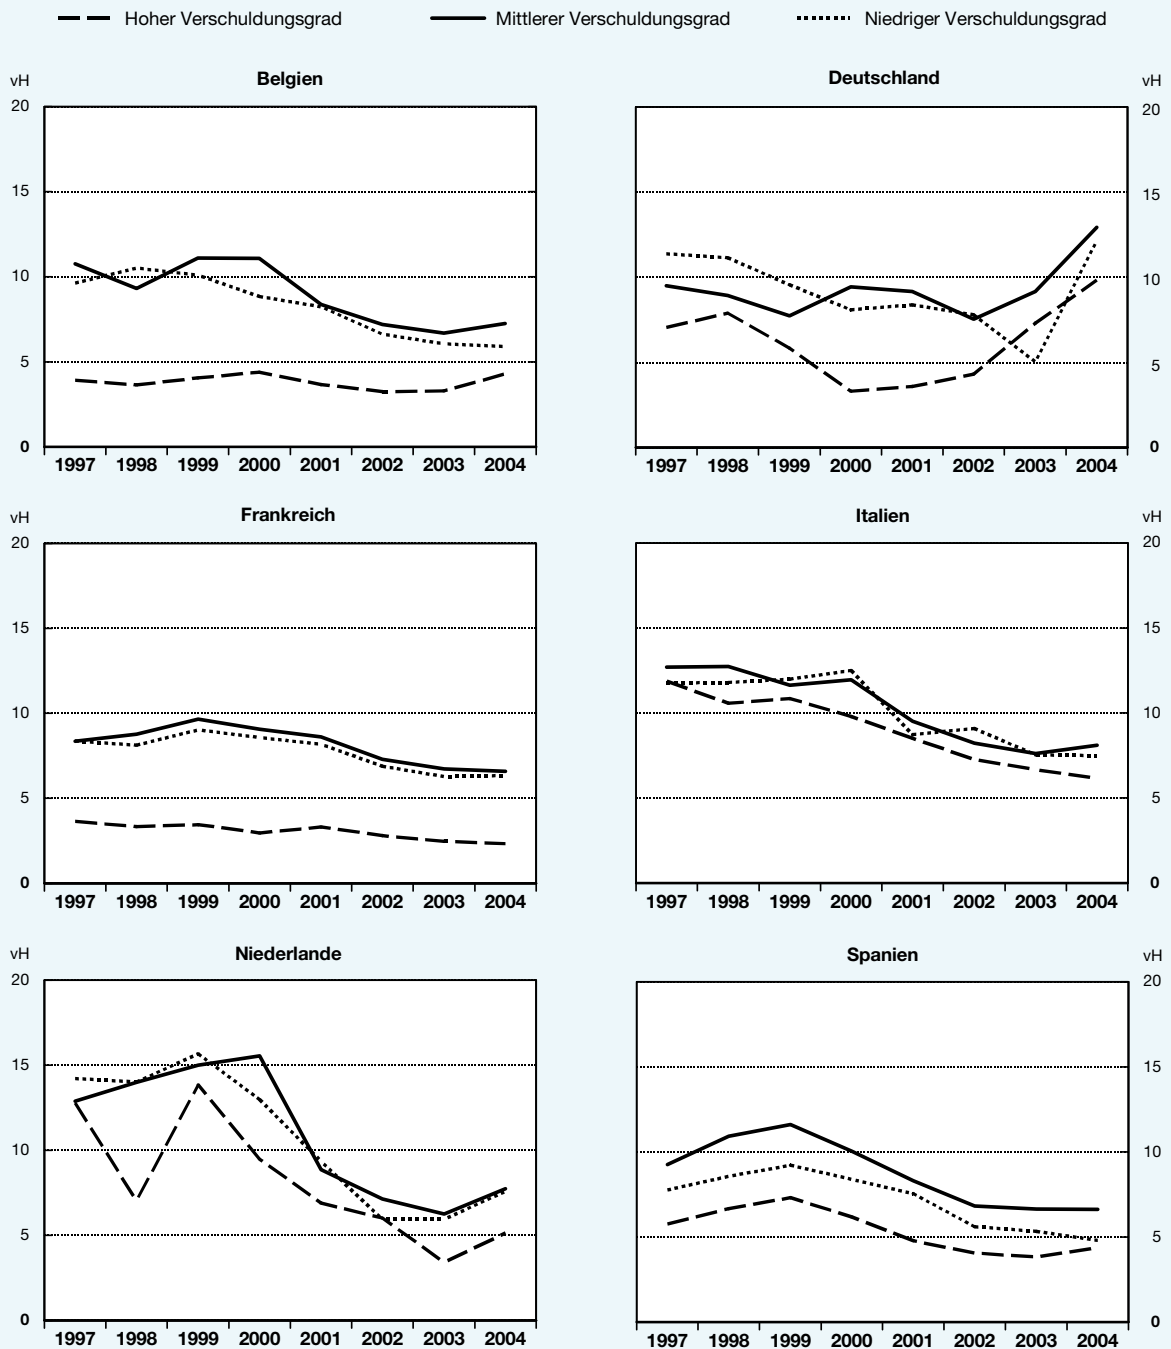 Hoher Verschuldungsgrad Mittlerer Verschuldungsgrad Niedriger Verschuldungsgrad
Belgien Deutschland
vH vH
20 20
15 15
10 10
5 5
0 0
1997 1998 1999 2000 2001 2002 2003 2004 1997 1998 1999 2000 2001 2002 2003 2004
Frankreich Italien
vH vH
20 20
15 15
10 10
5 5
0 0
1997 1998 1999 2000 2001 2002 2003 2004 1997 1998 1999 2000 2001 2002 2003 2004
Niederlande Spanien
vH vH
20 20
15 15
10 10
5 5
0 0
1997 1998 1999 2000 2001 2002 2003 2004 1997 1998 1999 2000 2001 2002 2003 2004